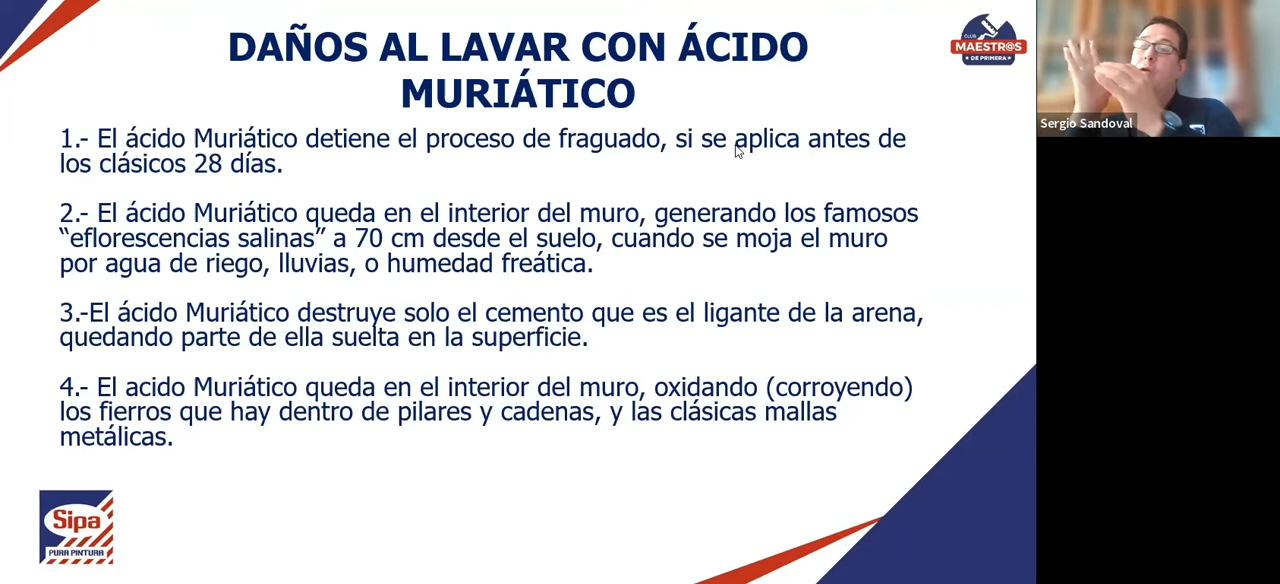 DAÑOS AL LAVAR CON ÁCIDO
MURIÁTICO
CLUB
MAESTR@S
DE PRIMERA
Sergio Sandoval
1.- El ácido Muriático detiene el proceso de fraguado, si se aplica antes de
los clásicos 28 días.
2.- El ácido Muriático queda en el interior del muro, generando los famosos
“eflorescencias salinas” a 70 cm desde el suelo, cuando se moja el muro
por agua de riego, lluvias, o humedad freática.
3.-El ácido Muriático destruye solo el cemento que es el ligante de la arena,
quedando parte de ella suelta en la superficie.
4.- El acido Muriático queda en el interior del muro, oxidando (corroyendo)
los fierros que hay dentro de pilares y cadenas, y las clásicas mallas
metálicas.
Sipa
PURA PINTURA